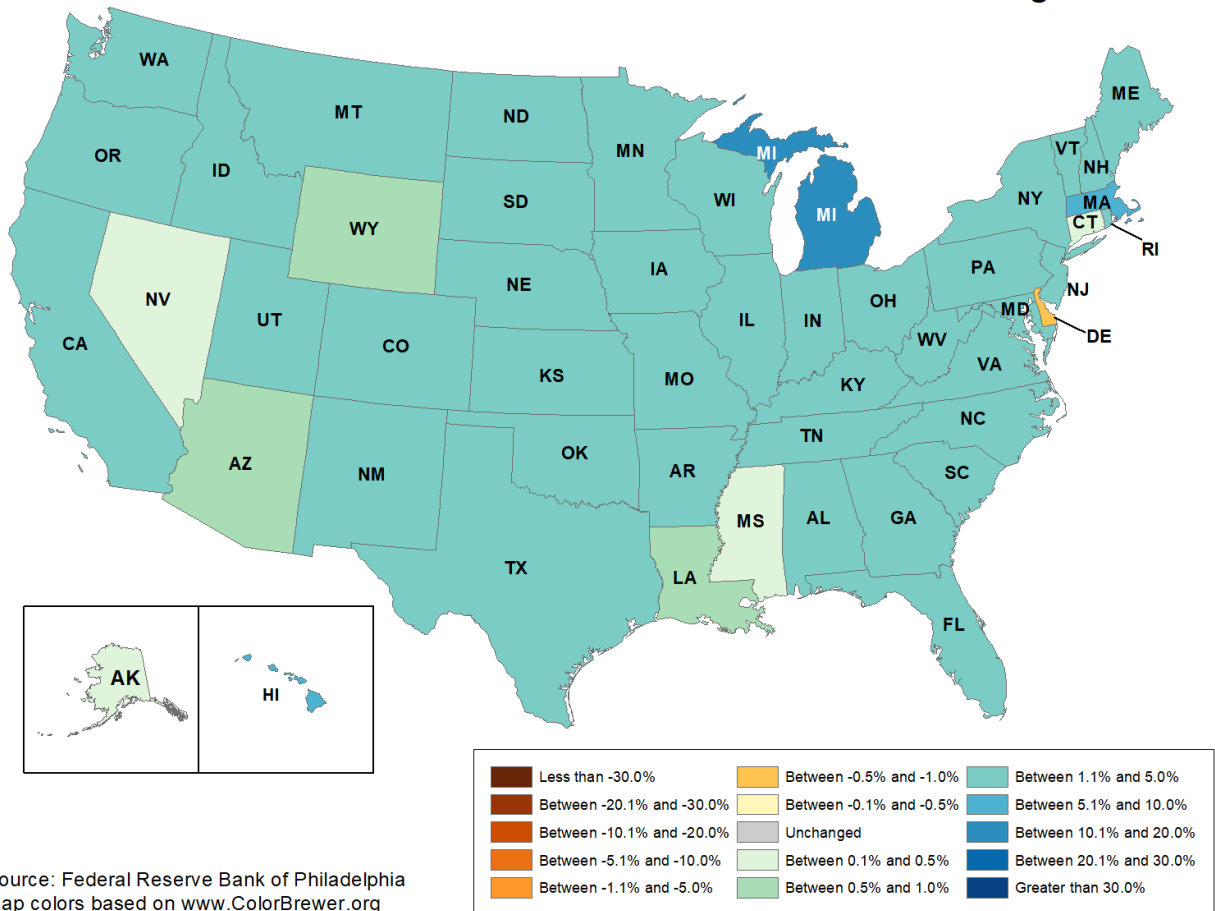 g
WA
MT
ND
MN
ME
VT
NH
OR
ID
SD
WI
MI
MI
NY
MA
CT
RI
WY
NE
IA
PA
NJ
NV
UT
CO
IL
IN
OH
MD
DE
CA
KS
MO
WV
VA
KY
NC
TN
AZ
NM
OK
AR
SC
MS
AL
GA
TX
LA
FL
AK
HI
Less than -30.0%
Between -20.1% and -30.0%
Between -10.1% and -20.0%
Between -5.1% and -10.0%
Between -1.1% and -5.0%
Between -0.5% and -1.0%
Between -0.1% and -0.5%
Unchanged
Between 0.1% and 0.5%
Between 0.5% and 1.0%
Between 1.1% and 5.0%
Between 5.1% and 10.0%
Between 10.1% and 20.0%
Between 20.1% and 30.0%
Greater than 30.0%
ource: Federal Reserve Bank of Philadelphia
ap colors based on www.ColorBrewer.org